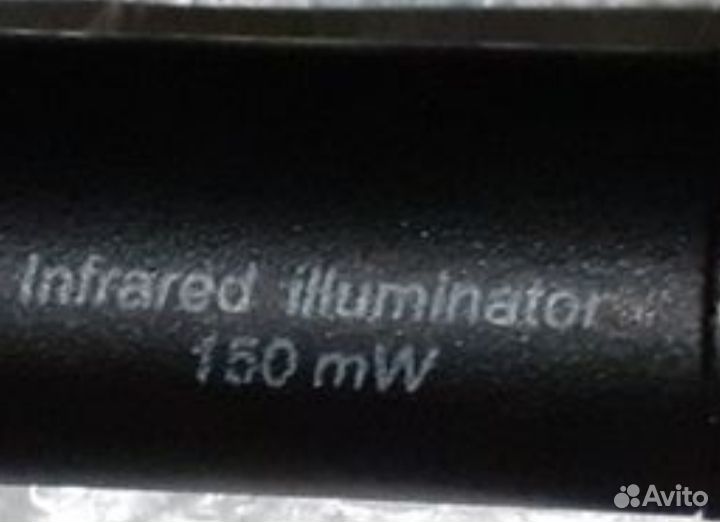 Infrared illuminator
150 mW
Avito